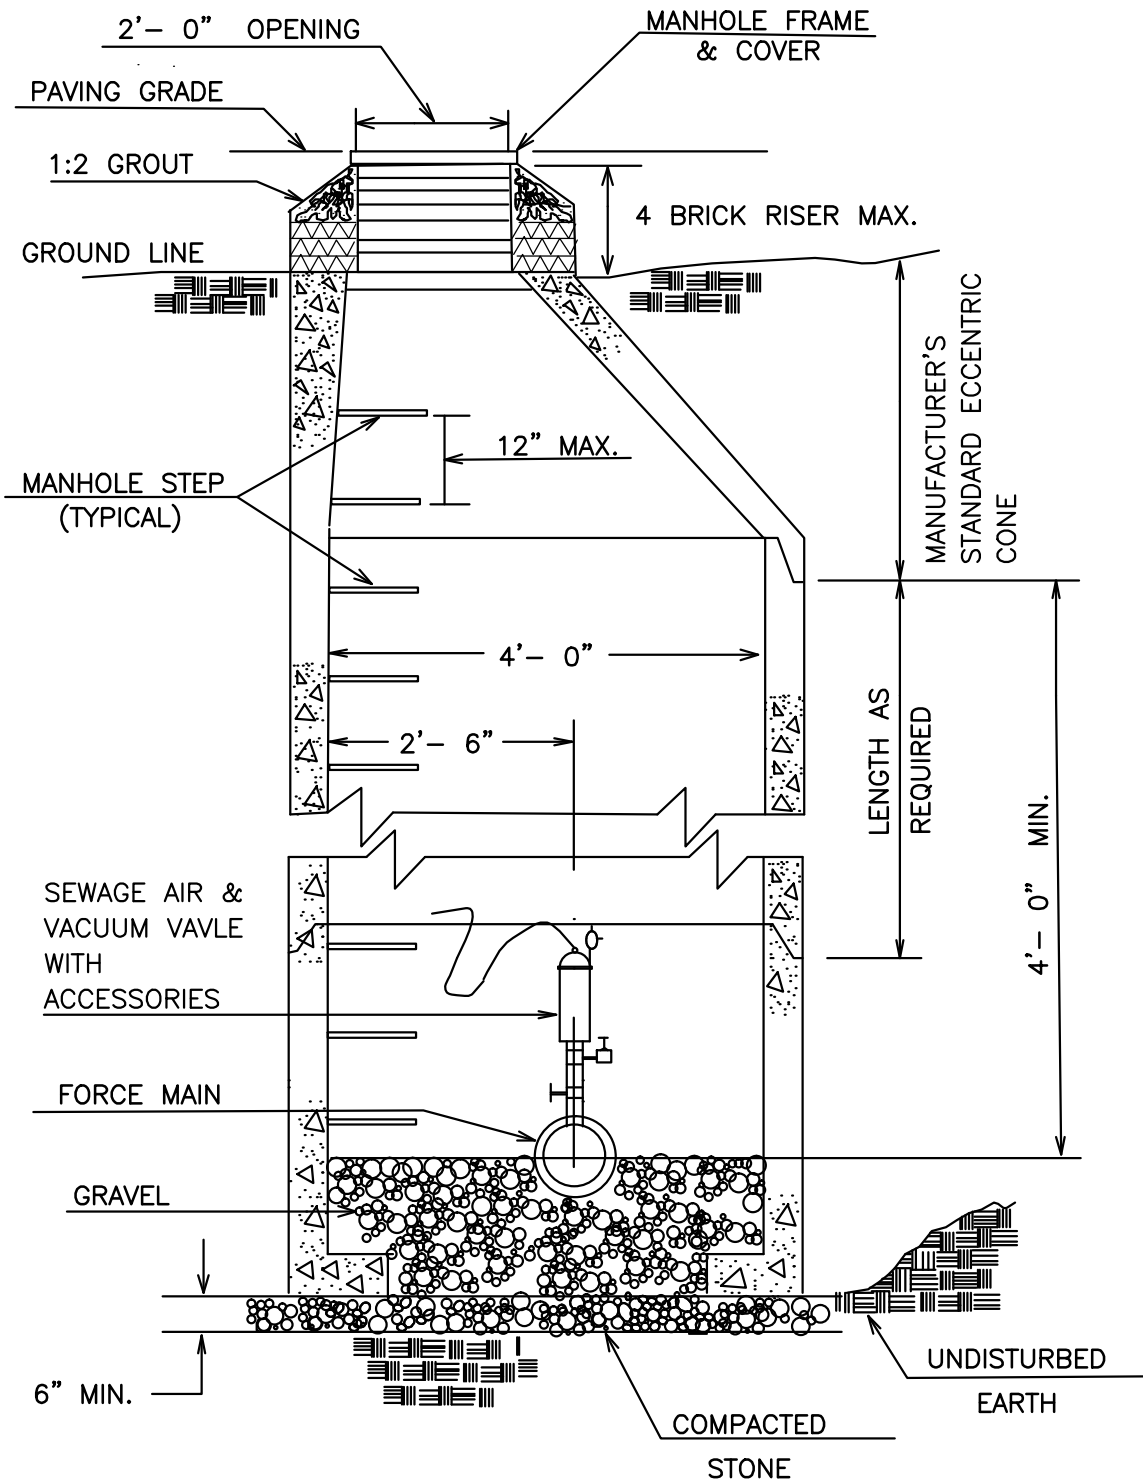 2'- 0" OPENING
MANHOLE FRAME
& COVER
PAVING GRADE
1:2 GROUT
4 BRICK RISER MAX.
GROUND LINE
MANUFACTURER'S
STANDARD ECCENTRIC
CONE
12" MAX.
MANHOLE STEP
(TYPICAL)
4'- 0"
2'- 6"
LENGTH AS
REQUIRED
4'- 0" MIN.
SEWAGE AIR &
VACUUM VAVLE
WITH
ACCESSORIES
FORCE MAIN
GRAVEL
6" MIN.
UNDISTURBED
EARTH
COMPACTED
STONE